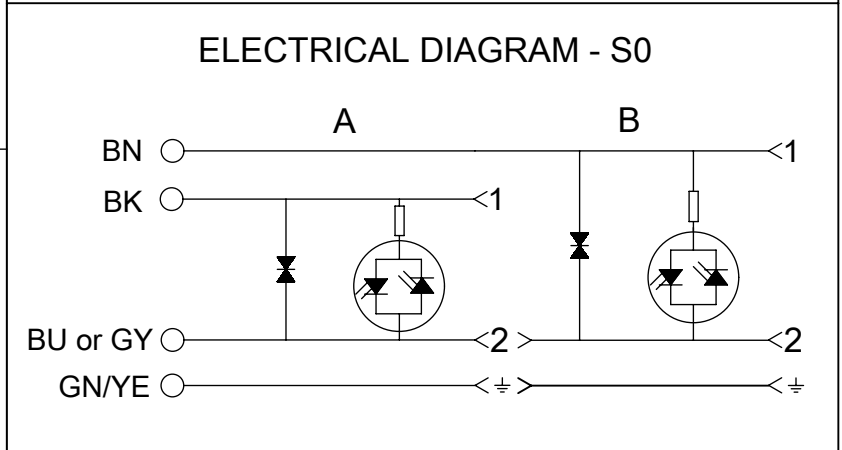 ELECTRICAL DIAGRAM - S0
A B
BN 1
BK 1
BU or GY 2 2
GN/YE